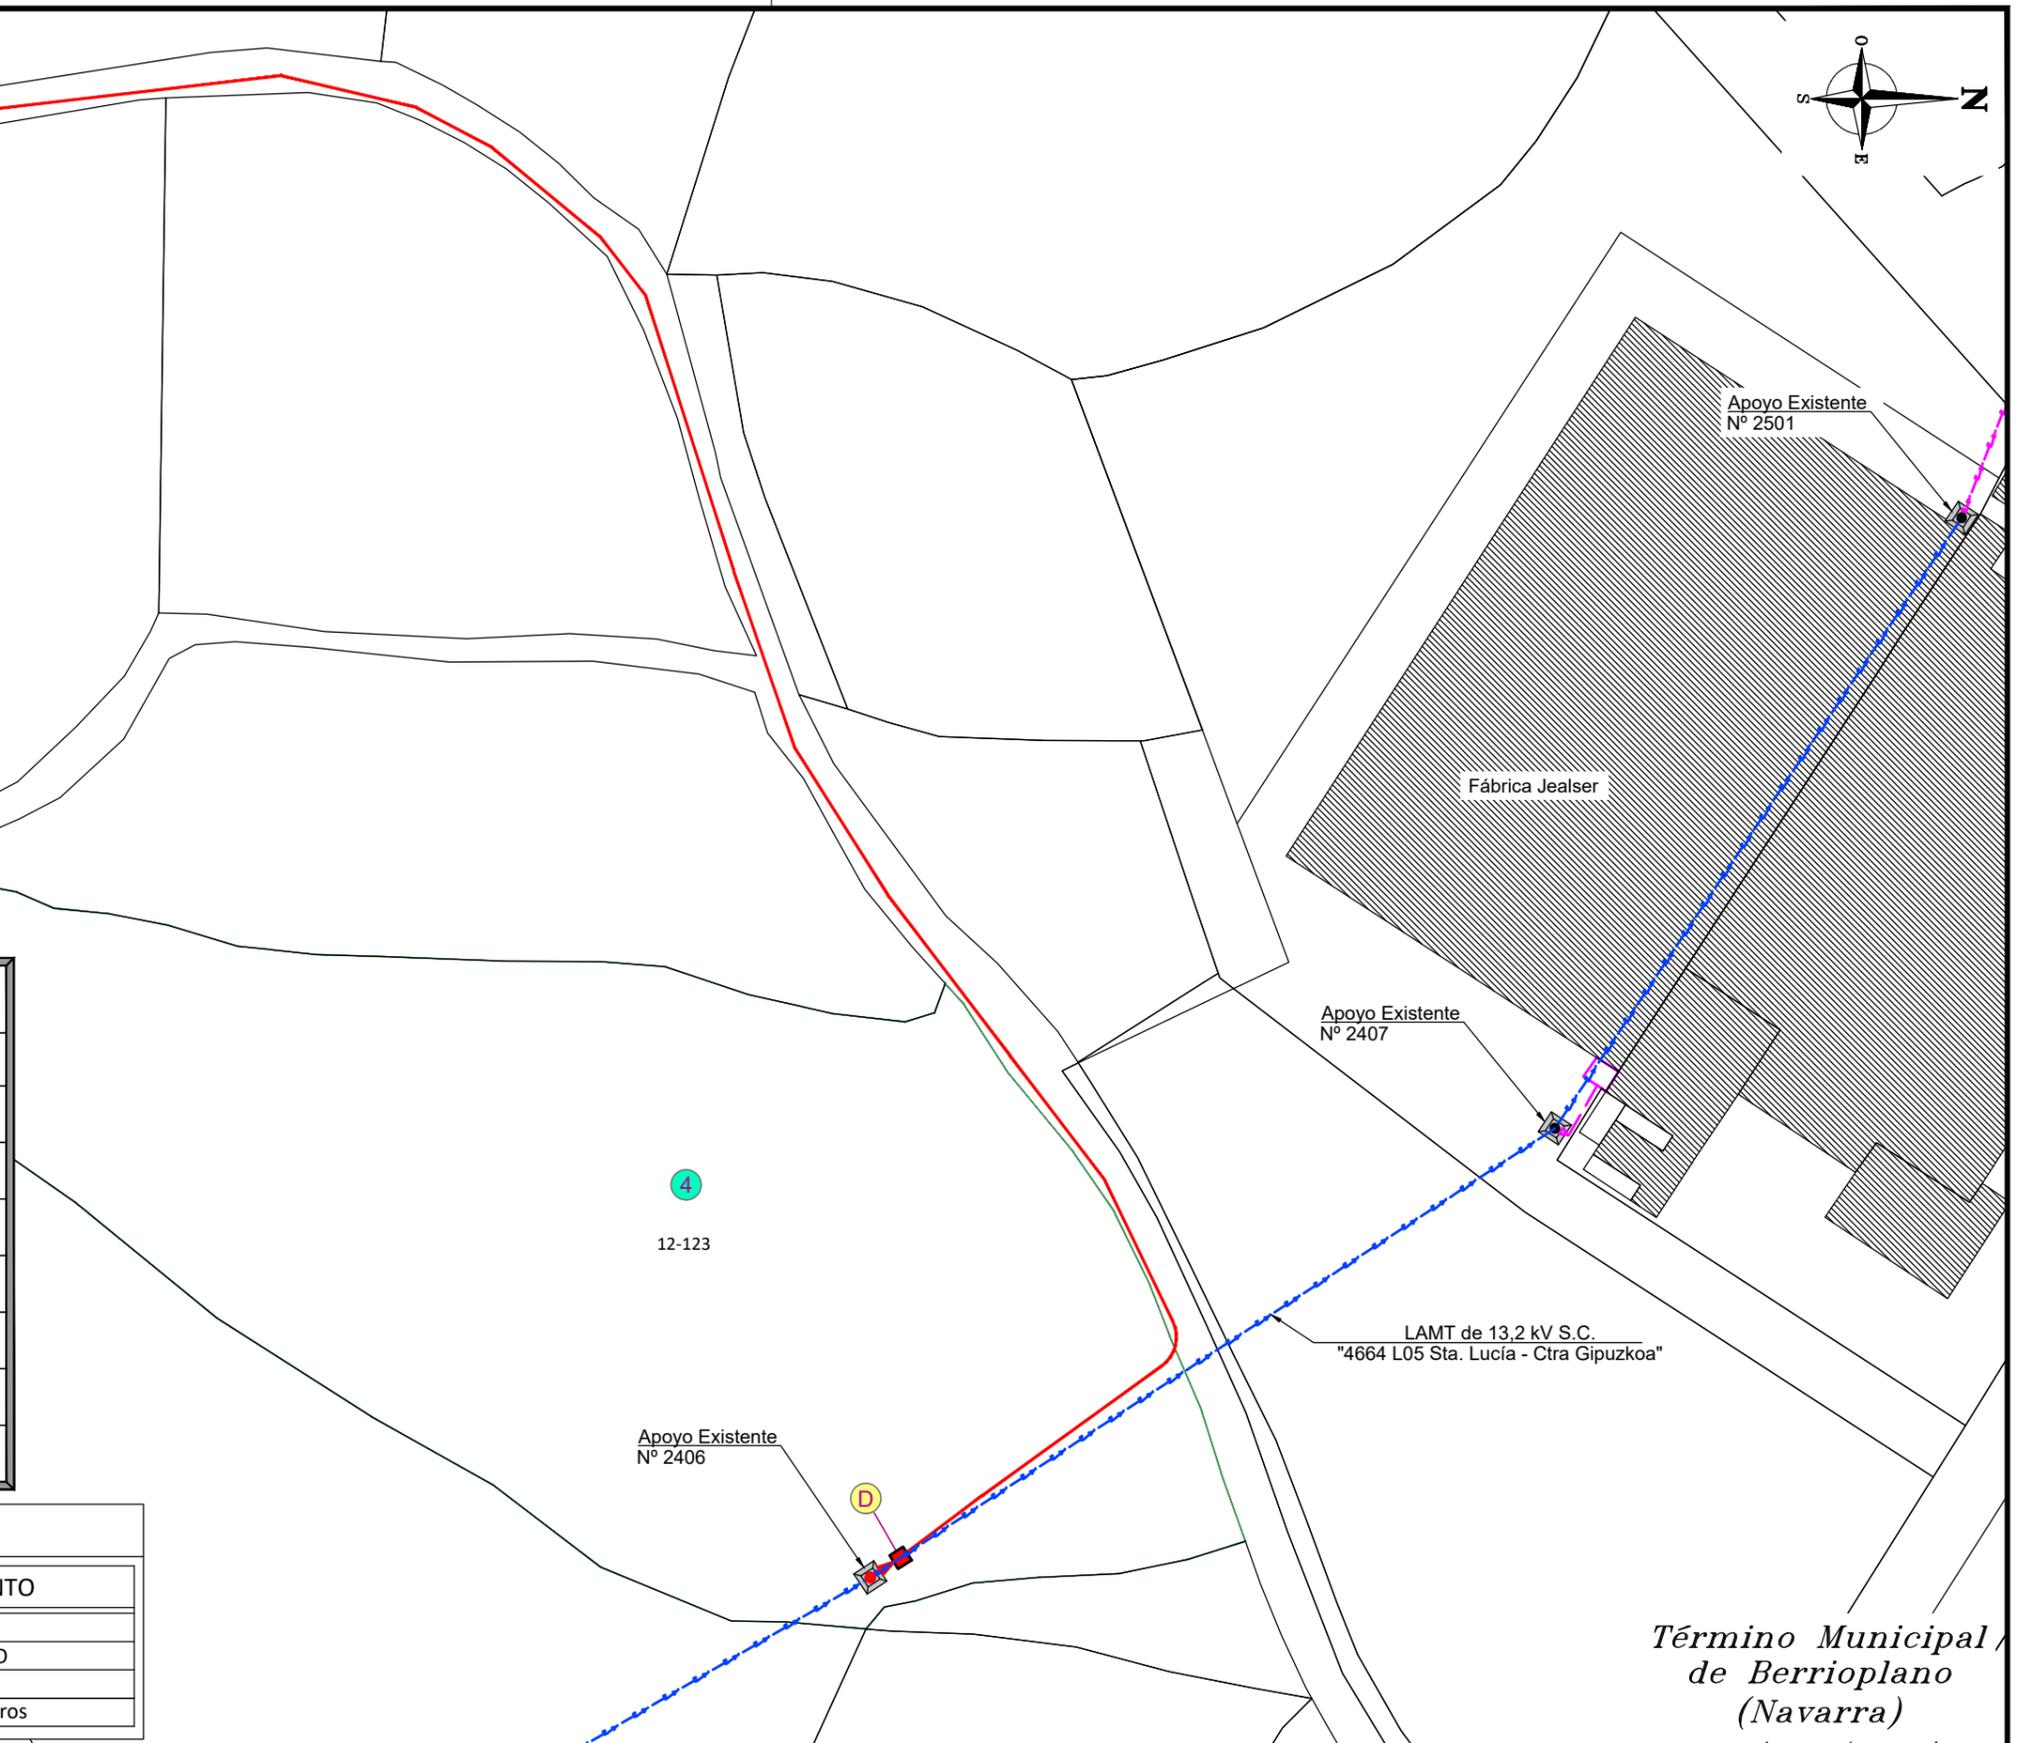 O
S
N
E
Apoyo Existente
Nº 2501
Fábrica Jealser
Apoyo Existente
Nº 2407
4
12-123
LAMT de 13,2 kV S.C.
"4664 L05 Sta. Lucía - Ctra Gipuzkoa"
Apoyo Existente
Nº 2406
D
NTO
O
ros
Término Municipal
de Berrioplano
(Navarra)